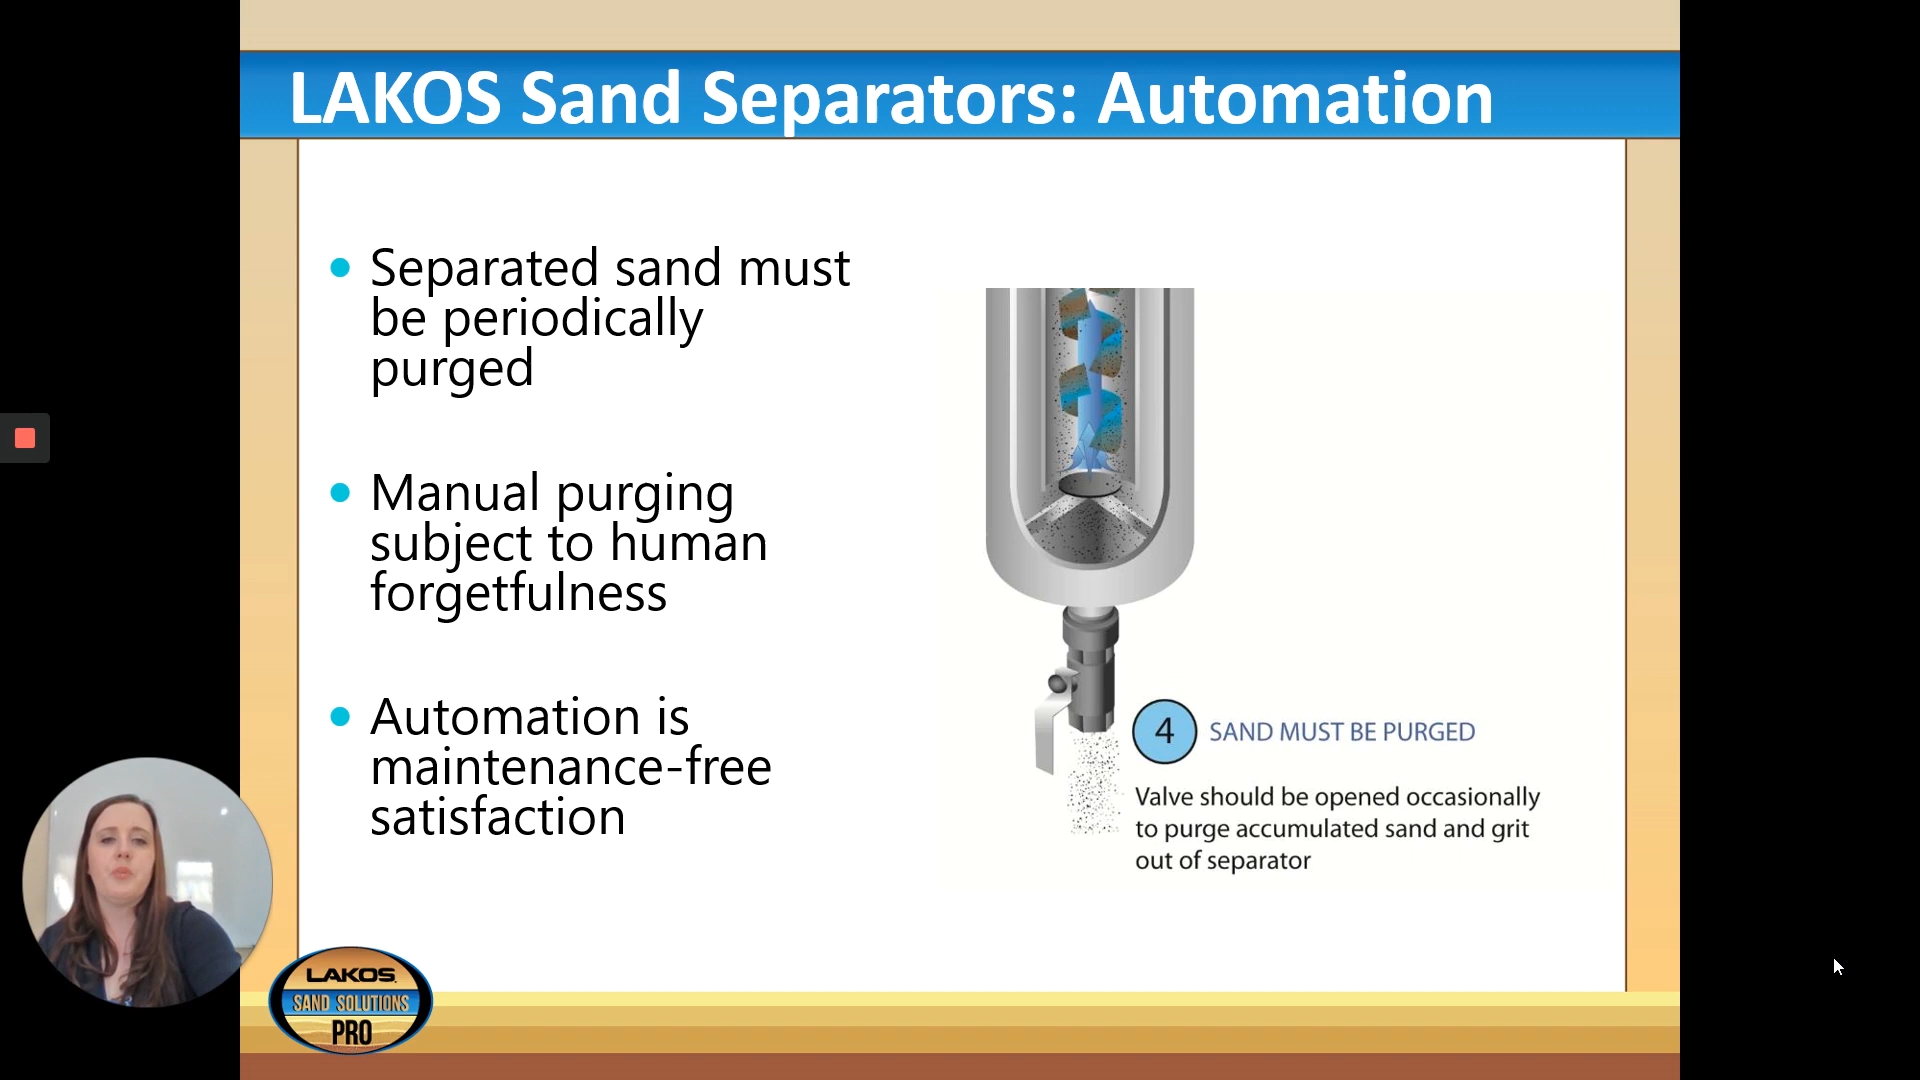 LAKOS Sand Separators: Automation
Separated sand must
be periodically
purged
Manual purging
subject to human
forgetfulness
Automation is
maintenance-free
satisfaction
4 SAND MUST BE PURGED
Valve should be opened occasionally
to purge accumulated sand and grit
out of separator
LAKOS
SAND SOLUTIONS
PRO